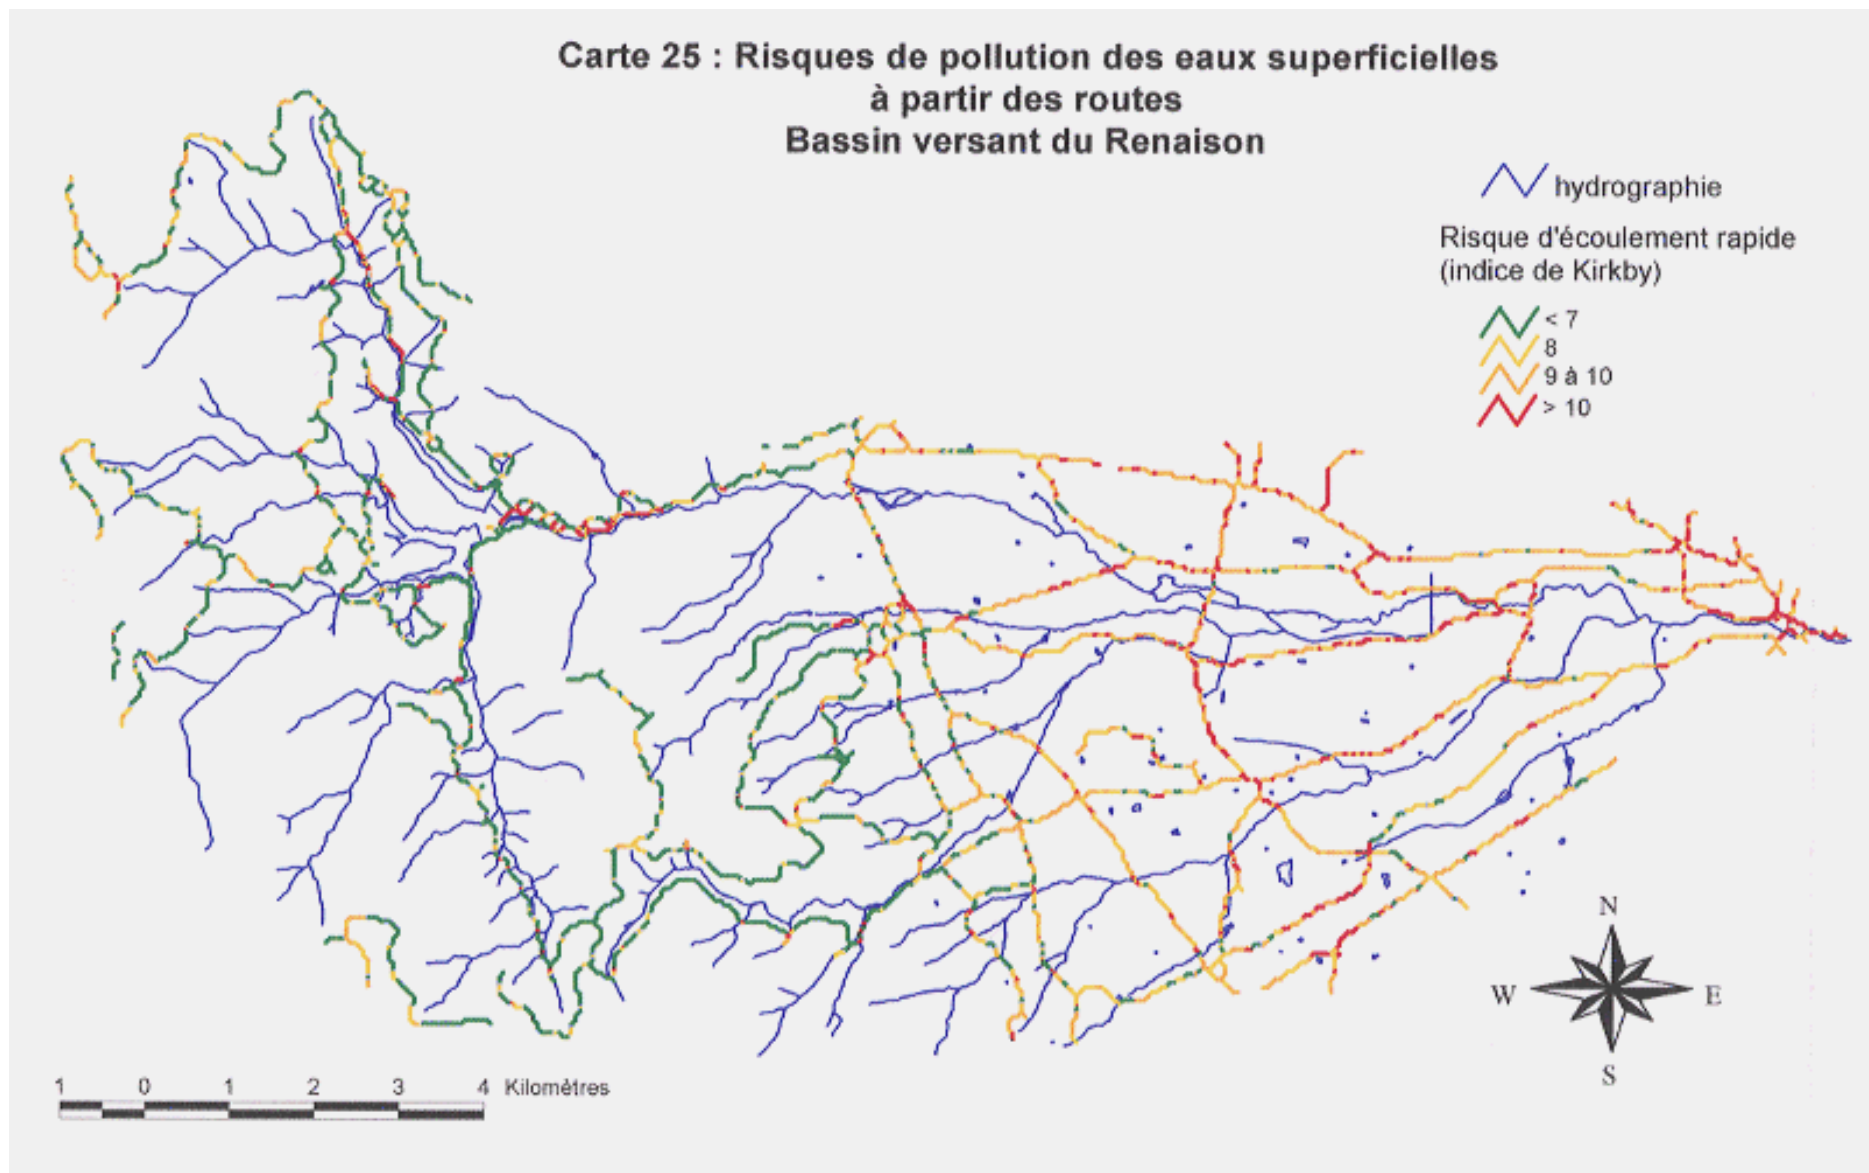 Carte 25 : Risques de pollution des eaux superficielles
à partir des routes
Bassin versant du Renaison
hydrographie
Risque d'écoulement rapide
(indice de Kirkby)
< 7
8
9 à 10
> 10
N
W E
S
1 0 1 2 3 4 Kilomètres